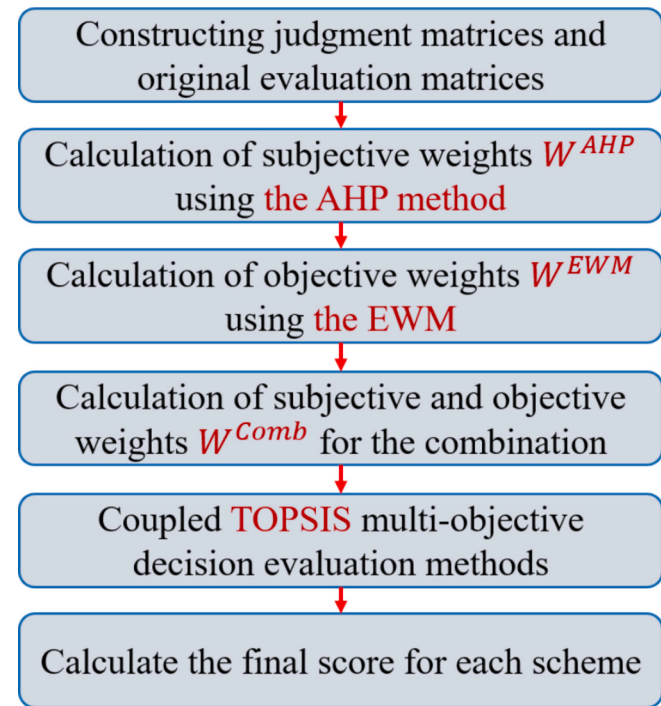 Constructing judgment matrices and
original evaluation matrices
Calculation of subjective weights W^{AHP}
using the AHP method
Calculation of objective weights W^{EWM}
using the EWM
Calculation of subjective and objective
weights W^{Comb} for the combination
Coupled TOPSIS multi-objective
decision evaluation methods
Calculate the final score for each scheme